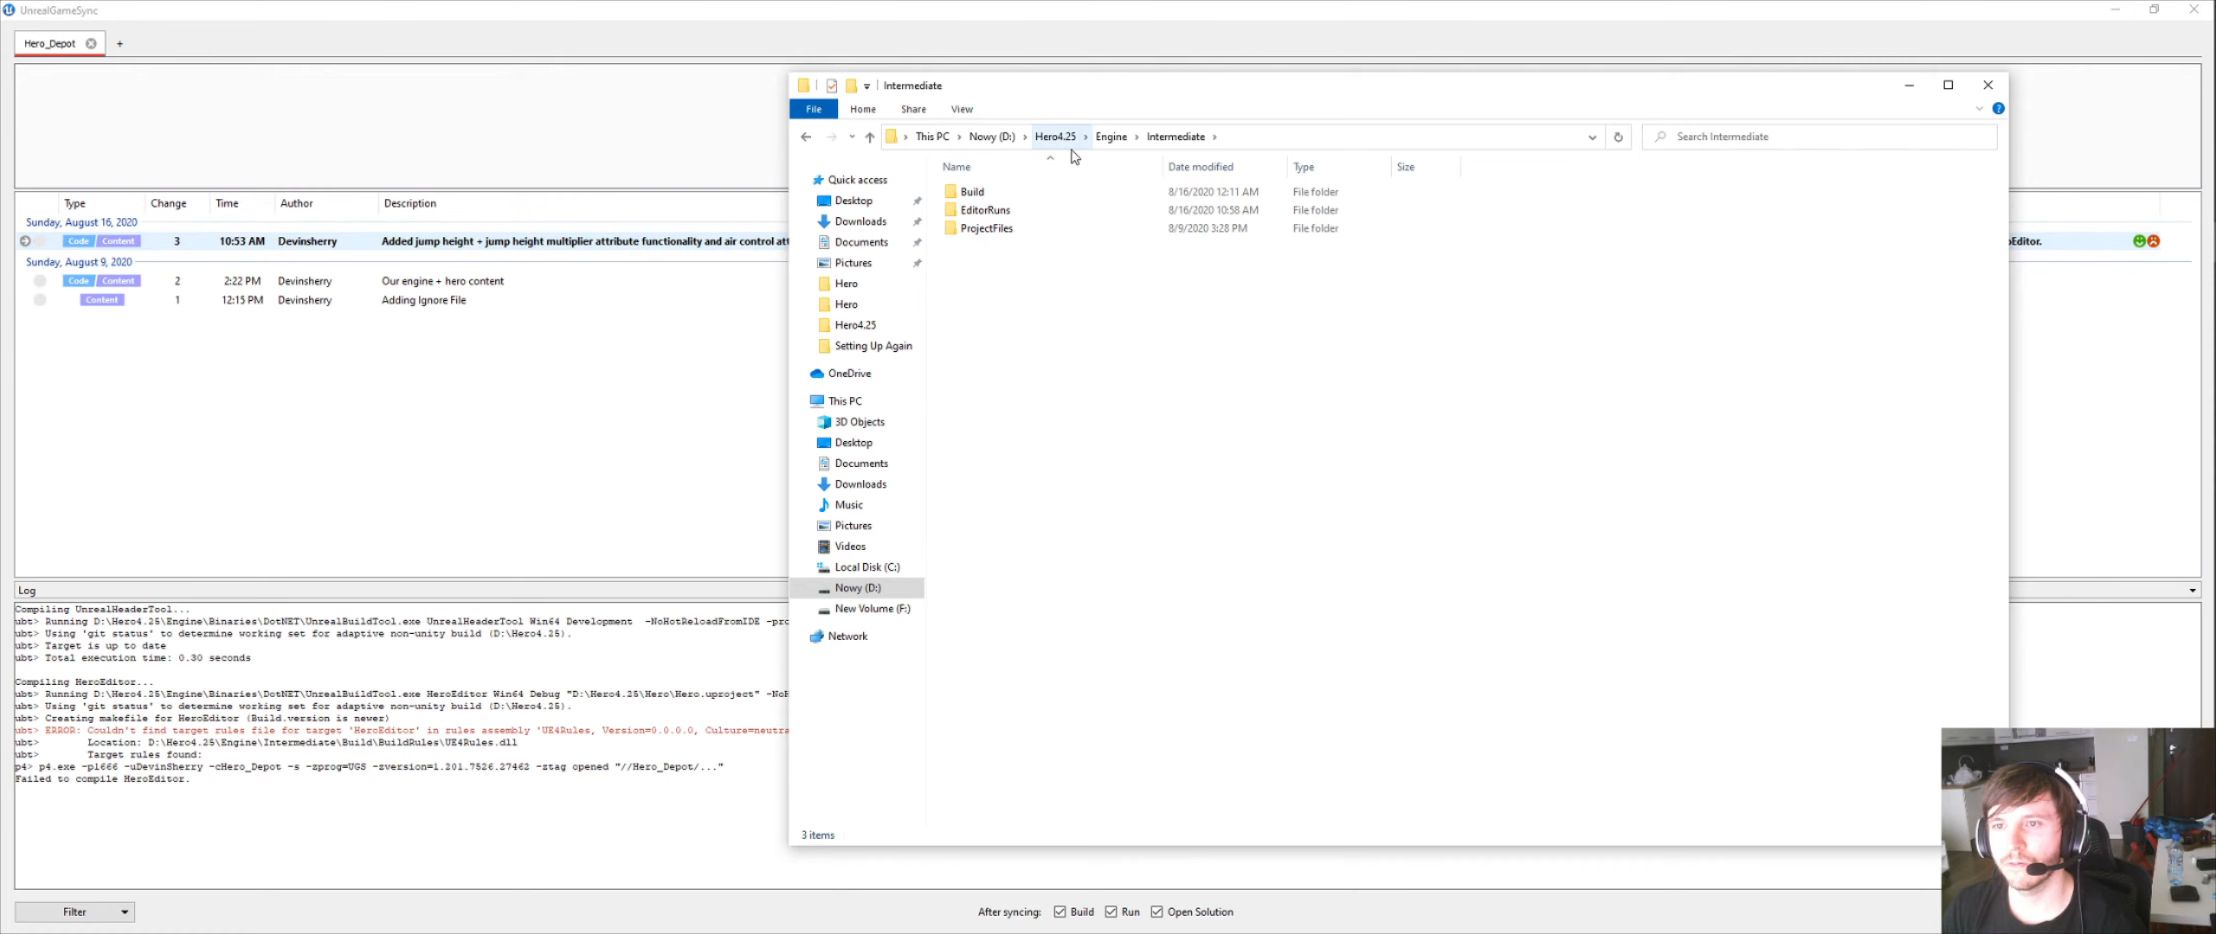 UnrealGameSync
Hero_Depot
+
Intermediate
File Home Share View
This PC Nowy (D:) Hero4.25 Engine Intermediate
Search Intermediate
Name Date modified Type Size
Build 8/16/2020 12:11 AM File folder
EditorRuns 8/16/2020 10:58 AM File folder
ProjectFiles 8/9/2020 3:28 PM File folder
Quick access
Desktop
Downloads
Documents
Pictures
Hero
Hero
Hero4.25
Setting Up Again
OneDrive
This PC
3D Objects
Desktop
Documents
Downloads
Music
Pictures
Videos
Local Disk (C:)
Nowy (D:)
New Volume (F:)
Network
3 items
Type Change Time Author Description
Sunday, August 16, 2020
Code Content 3 10:53 AM Devinsherry Added jump height + jump height multiplier attribute functionality and air control att
oEditor.
Sunday, August 9, 2020
Code Content 2 2:22 PM Devinsherry Our engine + hero content
Content 1 12:15 PM Devinsherry Adding Ignore File
Log
Compiling UnrealHeaderTool...
ubt> Running D:\Hero4.25\Engine\Binaries\DotNET\UnrealBuildTool.exe UnrealHeaderTool Win64 Development -NoHotReloadFromIDE -pro
ubt> Using 'git status' to determine working set for adaptive non-unity build (D:\Hero4.25).
ubt> Target is up to date
ubt> Total execution time: 0.30 seconds
Compiling HeroEditor...
ubt> Running D:\Hero4.25\Engine\Binaries\DotNET\UnrealBuildTool.exe HeroEditor Win64 Debug "D:\Hero4.25\Hero\Hero.uproject" -NoH
ubt> Using 'git status' to determine working set for adaptive non-unity build (D:\Hero4.25).
ubt> Creating makefile for HeroEditor (Build.version is newer)
ubt> ERROR: Couldn't find target rules file for target 'HeroEditor' in rules assembly 'UE4Rules, Version=0.0.0.0, Culture=neutra
ubt> Location: D:\Hero4.25\Engine\Intermediate\Build\BuildRules\UE4Rules.dll
ubt> Target rules found:
p4> p4.exe -p1666 -uDevinSherry -cHero_Depot -s -zprog=UGS -zversion=1.201.7526.27462 -ztag opened "//Hero_Depot/..."
Failed to compile HeroEditor.
Filter
After syncing: Build Run Open Solution